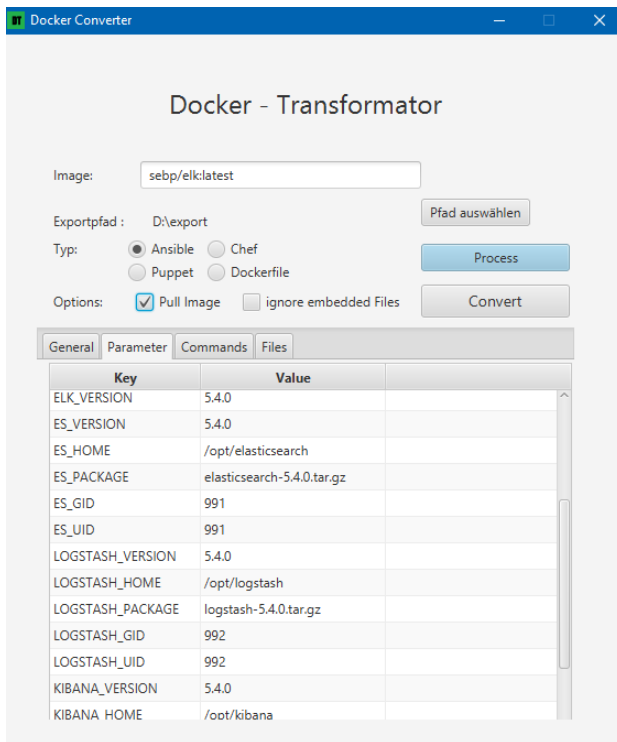 DT Docker Converter
Docker - Transformator
Image: sebp/elk:latest
Exportpfad : D:\export Pfad auswählen
Typ: Ansible Chef
Puppet Dockerfile
Process
Options: Pull Image ignore embedded Files Convert
General Parameter Commands Files
Key Value
ELK_VERSION 5.4.0
ES_VERSION 5.4.0
ES_HOME /opt/elasticsearch
ES_PACKAGE elasticsearch-5.4.0.tar.gz
ES_GID 991
ES_UID 991
LOGSTASH_VERSION 5.4.0
LOGSTASH_HOME /opt/logstash
LOGSTASH_PACKAGE logstash-5.4.0.tar.gz
LOGSTASH_GID 992
LOGSTASH_UID 992
KIBANA_VERSION 5.4.0
KIBANA_HOME /opt/kibana